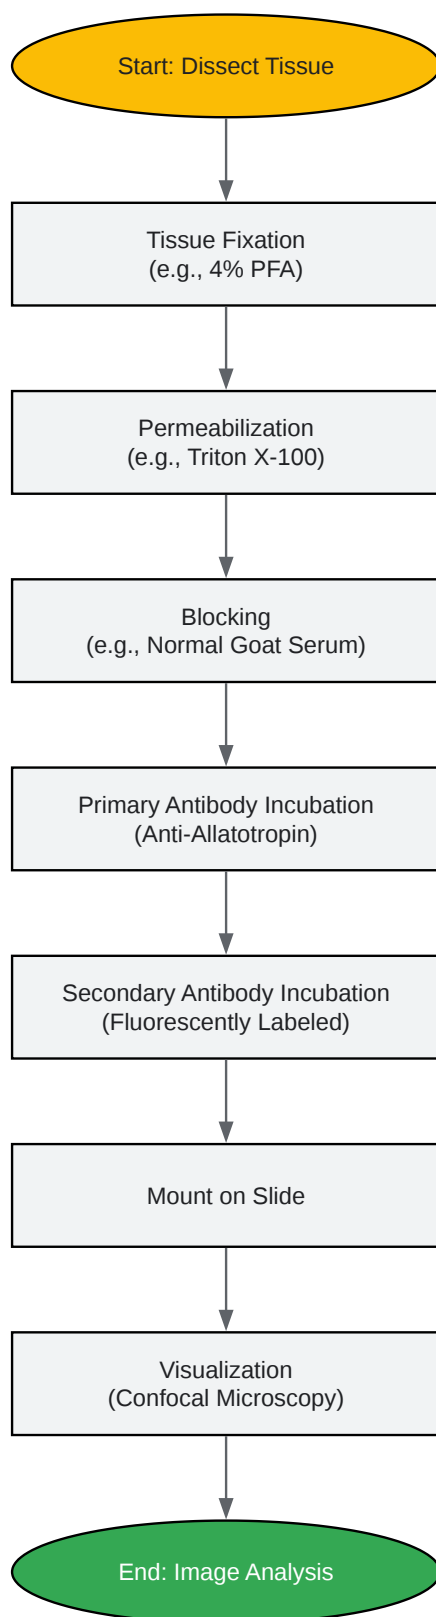 Start: Dissect Tissue
Tissue Fixation
(e.g., 4% PFA)
Permeabilization
(e.g., Triton X-100)
Blocking
(e.g., Normal Goat Serum)
Primary Antibody Incubation
(Anti-Allatotropin)
Secondary Antibody Incubation
(Fluorescently Labeled)
Mount on Slide
Visualization
(Confocal Microscopy)
End: Image Analysis